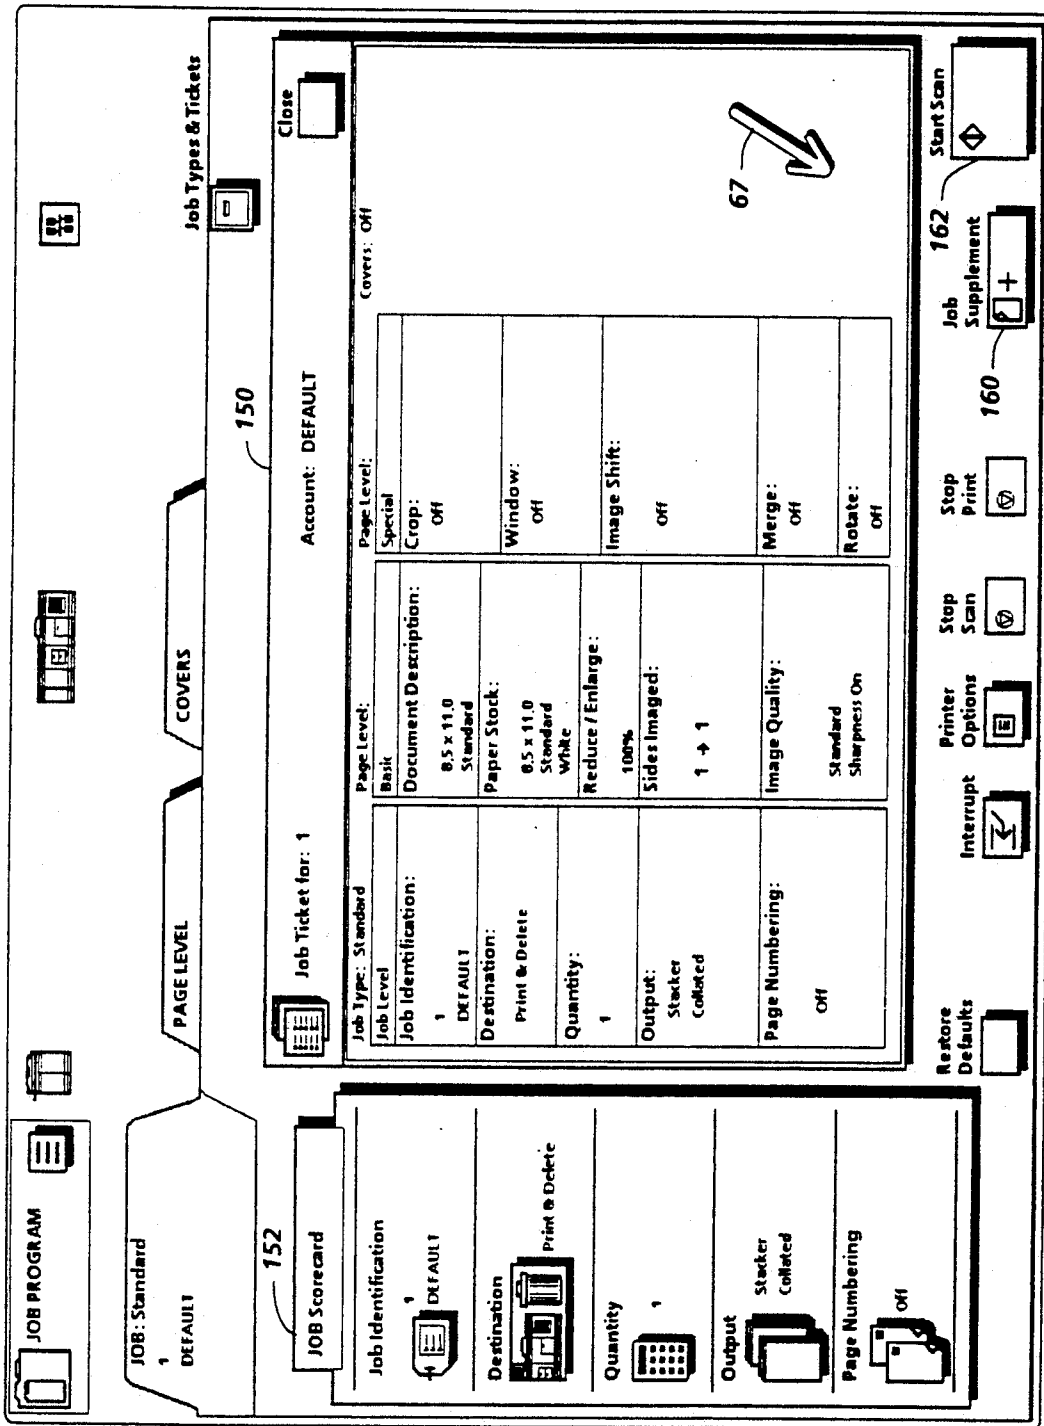 JOB PROGRAM
JOB: Standard
1
DEFAULT
PAGE LEVEL
COVERS
Job Types & Tickets
152
JOB Scorecard
Job Identification
1
DEFAULT
Destination
Print & Delete
Quantity
1
Output
Stacker
Collated
Page Numbering
Off
150
Job Ticket for: 1
Account: DEFAULT
Close
Job Type: Standard
Job Level
Job Identification:
1
DEFAULT
Destination:
Print & Delete
Quantity:
1
Output:
Stacker
Collated
Page Numbering:
Off
Page Level:
Basic
Document Description:
8.5 x 11.0
Standard
Paper Stock:
8.5 x 11.0
Standard
White
Reduce / Enlarge:
100%
Sides Imaged:
1 → 1
Image Quality:
Standard
Sharpness On
Page Level:
Special
Crop:
Off
Window:
Off
Image Shift:
Off
Merge:
Off
Rotate:
Off
Covers: Off
67
Restore
Defaults
Interrupt
Printer
Options
Stop
Scan
Stop
Print
160
Job
Supplement
162
Start Scan